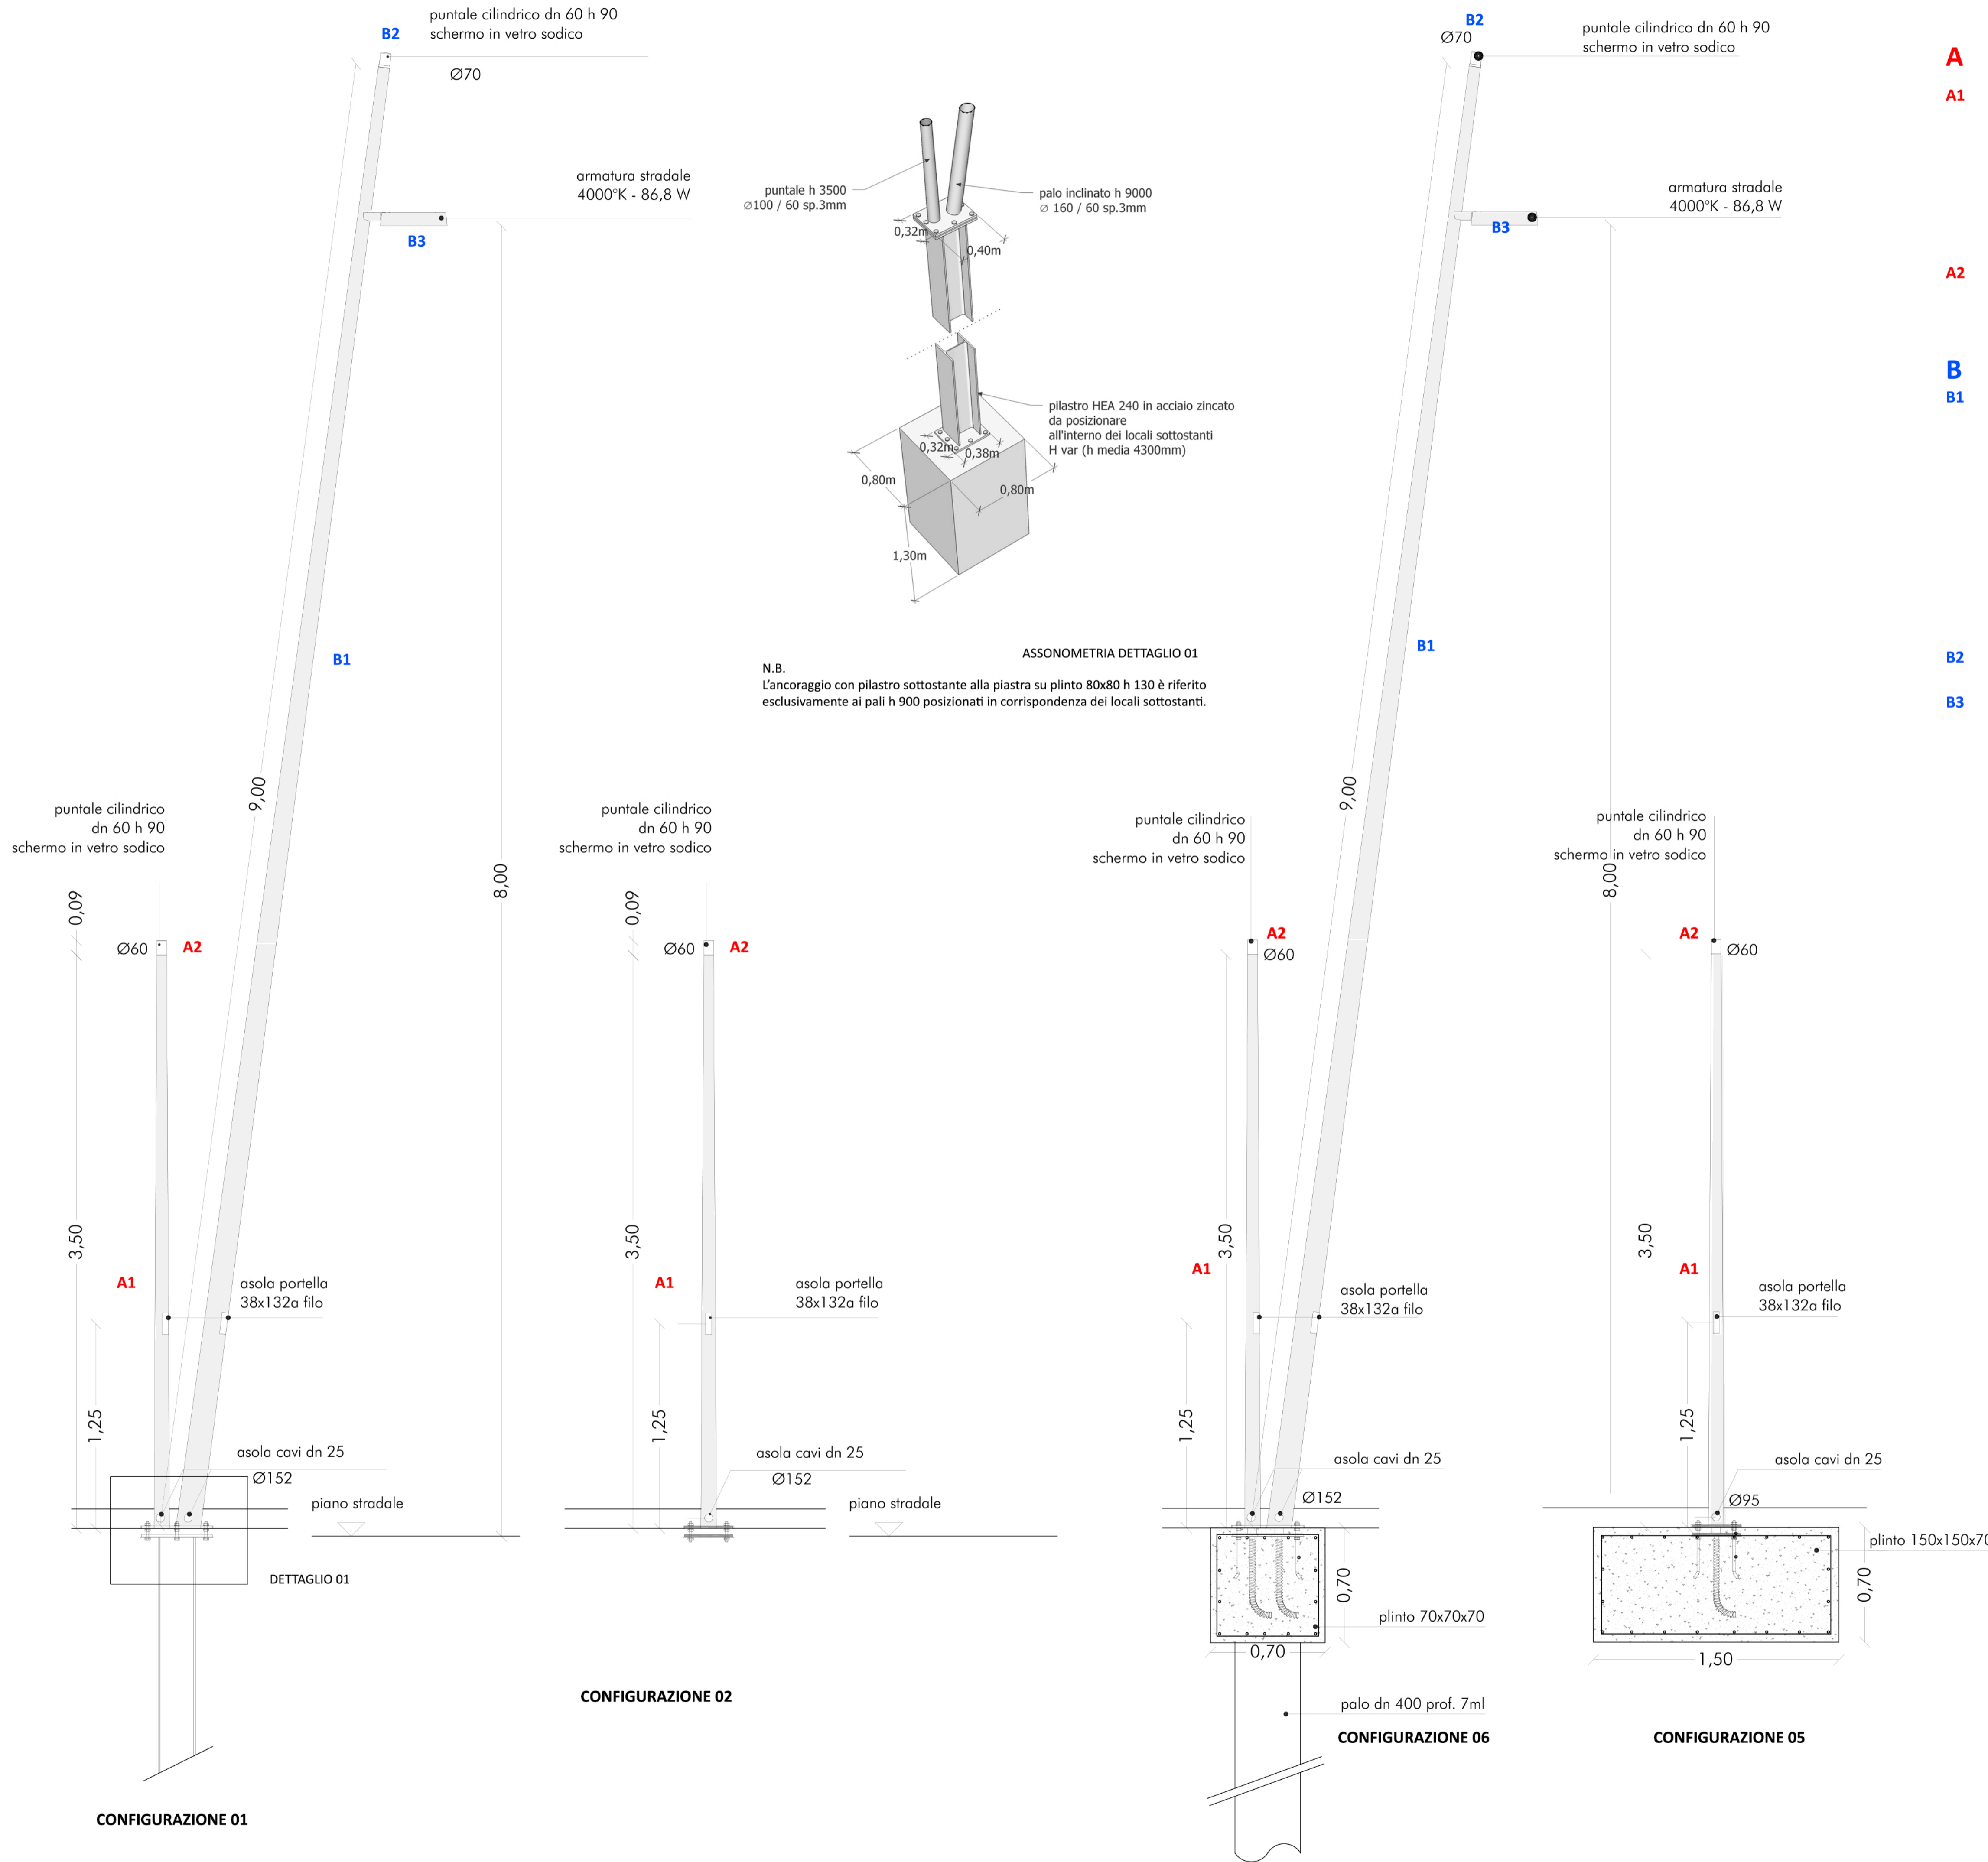 B2
puntale cilindrico dn 60 h 90
schermo in vetro sodico
Ø70
armatura stradale
4000°K - 86,8 W
B3
9,00
B1
8,00
puntale cilindrico
dn 60 h 90
schermo in vetro sodico
0,09
Ø60
A2
3,50
A1
asola portella
38x132a filo
1,25
asola cavi dn 25
Ø152
piano stradale
DETTAGLIO 01
CONFIGURAZIONE 01
puntale cilindrico
dn 60 h 90
schermo in vetro sodico
0,09
Ø60
A2
3,50
A1
asola portella
38x132a filo
1,25
asola cavi dn 25
Ø152
piano stradale
CONFIGURAZIONE 02
puntale h 3500
∅100 / 60 sp.3mm
palo inclinato h 9000
∅ 160 / 60 sp.3mm
0,32m
0,40m
pilastro HEA 240 in acciaio zincato
da posizionare
all'interno dei locali sottostanti
H var (h media 4300mm)
0,32m
0,38m
0,80m
0,80m
1,30m
ASSONOMETRIA DETTAGLIO 01
N.B.
L'ancoraggio con pilastro sottostante alla piastra su plinto 80x80 h 130 è riferito
esclusivamente ai pali h 900 posizionati in corrispondenza dei locali sottostanti.
B2
Ø70
puntale cilindrico dn 60 h 90
schermo in vetro sodico
armatura stradale
4000°K - 86,8 W
B3
B1
9,00
8,00
puntale cilindrico
dn 60 h 90
schermo in vetro sodico
A2
Ø60
3,50
A1
asola portella
38x132a filo
1,25
asola cavi dn 25
Ø152
0,70
plinto 70x70x70
0,70
palo dn 400 prof. 7ml
CONFIGURAZIONE 06
puntale cilindrico
dn 60 h 90
schermo in vetro sodico
A2
Ø60
3,50
A1
asola portella
38x132a filo
1,25
asola cavi dn 25
Ø95
plinto 150x150x70
0,70
1,50
CONFIGURAZIONE 05
A
A1
A2
B
B1
B2
B3